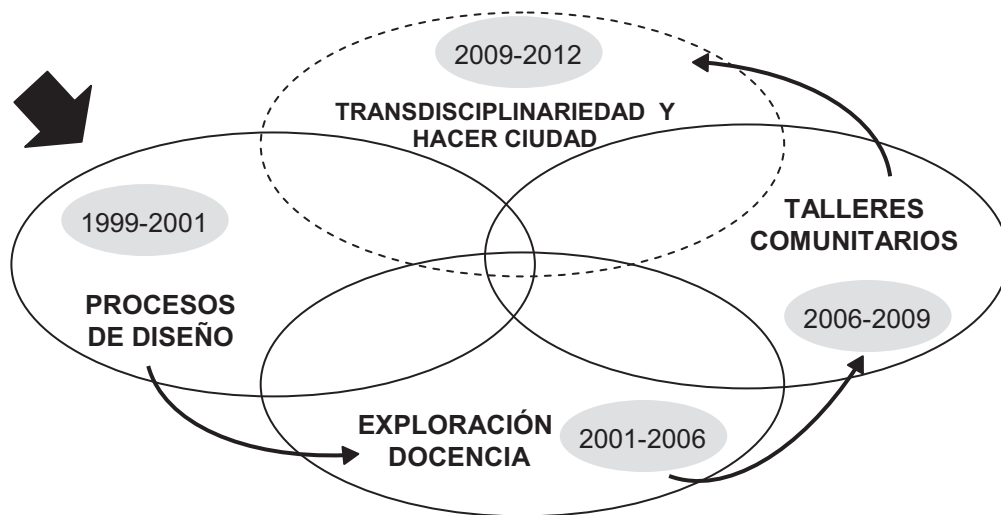 2009-2012
TRANSDISCIPLINARIEDAD Y
HACER CIUDAD
1999-2001
PROCESOS
DE DISEÑO
TALLERES
COMUNITARIOS
2006-2009
EXPLORACIÓN
DOCENCIA
2001-2006